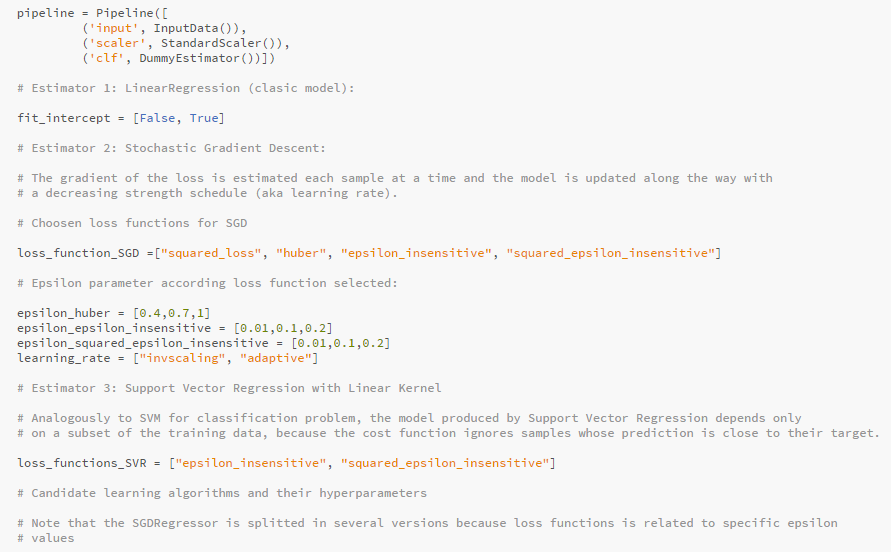 pipeline = Pipeline([
('input', InputData()),
('scaler', StandardScaler()),
('clf', DummyEstimator())])
# Estimator 1: LinearRegression (clasic model):
fit_intercept = [False, True]
# Estimator 2: Stochastic Gradient Descent:
# The gradient of the loss is estimated each sample at a time and the model is updated along the way with
# a decreasing strength schedule (aka learning rate).
# Choosen loss functions for SGD
loss_function_SGD =["squared_loss", "huber", "epsilon_insensitive", "squared_epsilon_insensitive"]
# Epsilon parameter according loss function selected:
epsilon_huber = [0.4,0.7,1]
epsilon_epsilon_insensitive = [0.01,0.1,0.2]
epsilon_squared_epsilon_insensitive = [0.01,0.1,0.2]
learning_rate = ["invscaling", "adaptive"]
# Estimator 3: Support Vector Regression with Linear Kernel
# Analogously to SVM for classification problem, the model produced by Support Vector Regression depends only
# on a subset of the training data, because the cost function ignores samples whose prediction is close to their target.
loss_functions_SVR = ["epsilon_insensitive", "squared_epsilon_insensitive"]
# Candidate learning algorithms and their hyperparameters
# Note that the SGDRegressor is splitted in several versions because loss functions is related to specific epsilon
# values